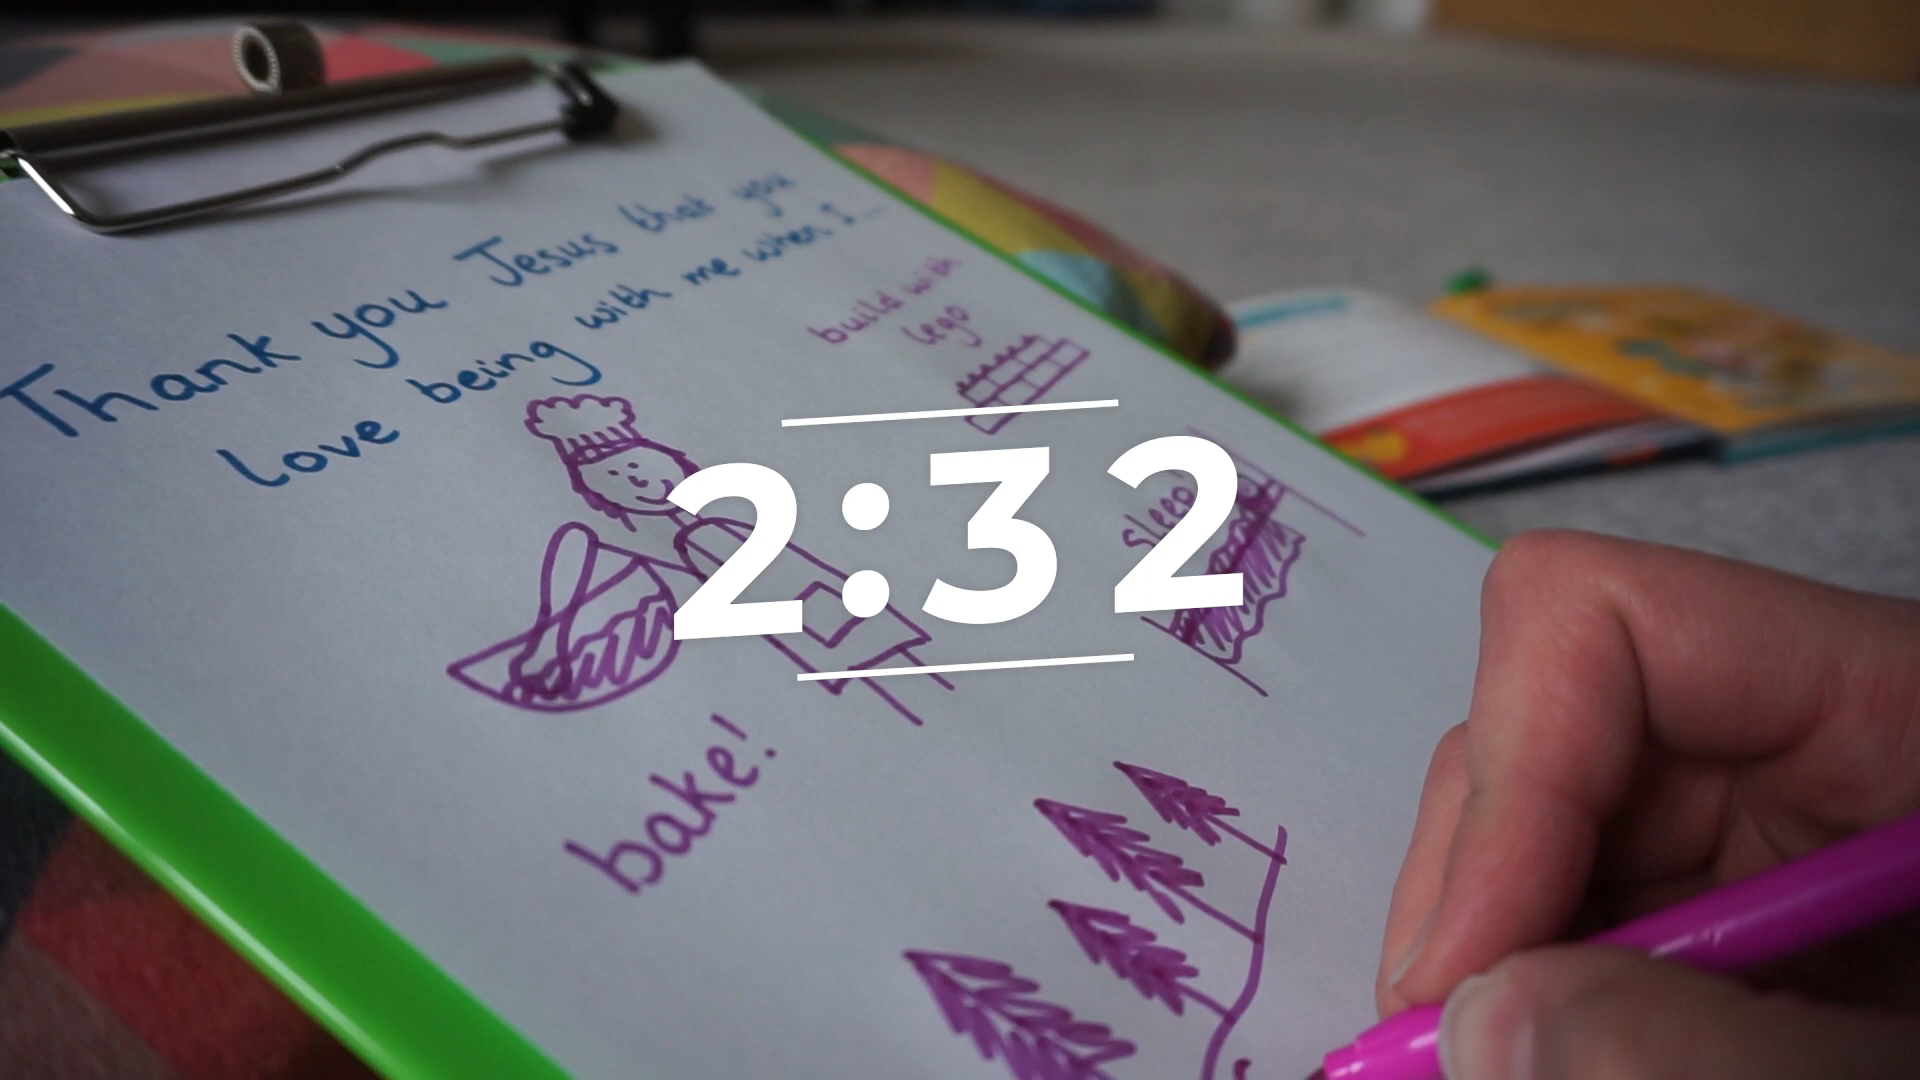 Thank you Jesus that you
love being with me when I...
build with
lego
2:32
sleep!
bake!